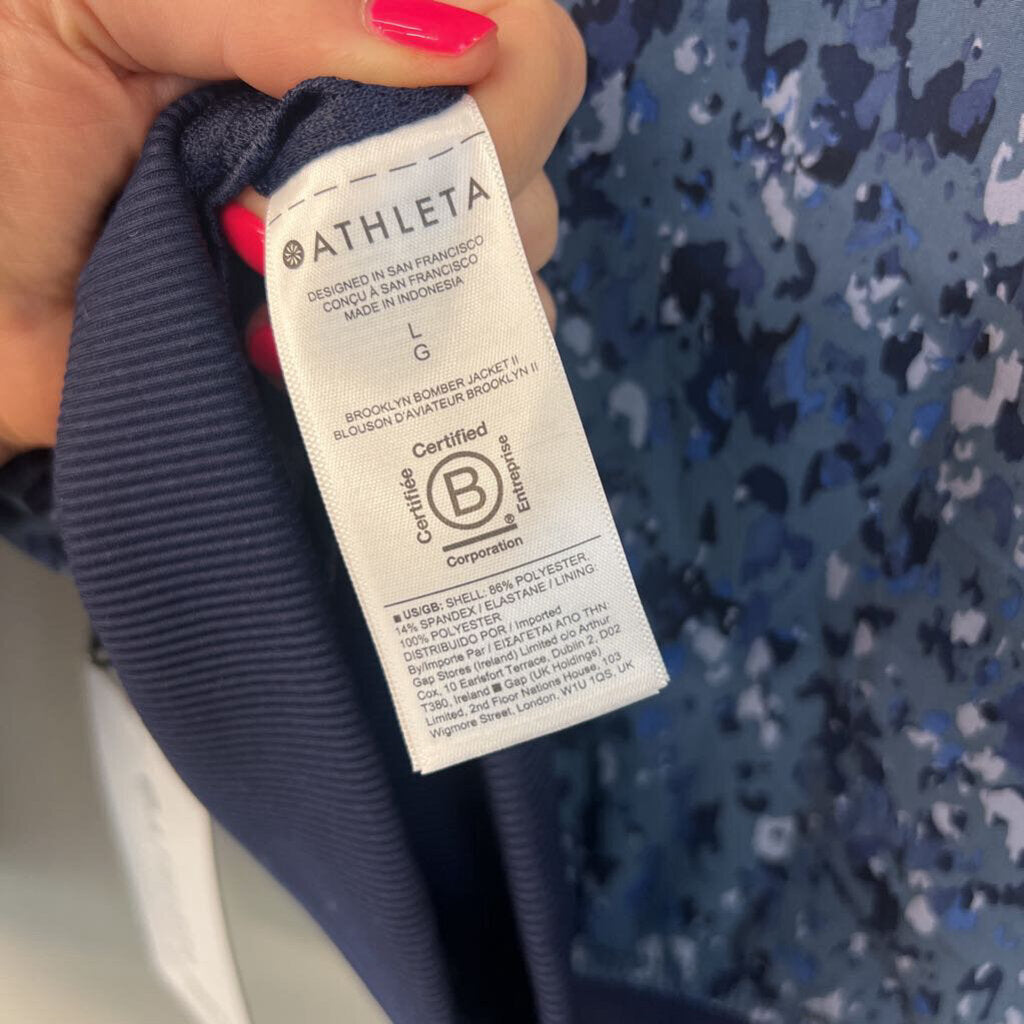 ATHLETA
DESIGNED IN SAN FRANCISCO
CONÇU À SAN FRANCISCO
MADE IN INDONESIA
L
G
BROOKLYN BOMBER JACKET II
BLOUSON D'AVIATEUR BROOKLYN II
Certified
Certifiée
B
Entreprise
®
Corporation
■ US/GB: SHELL: 86% POLYESTER,
14% SPANDEX / ELASTANE / LINING:
100% POLYESTER
DISTRIBUIDO POR / Imported
By/Importe Par / ΕΙΣΑΓΕΤΑΙ ΑΠΟ ΤΗΝ
Gap Stores (Ireland) Limited c/o Arthur
Cox, 10 Earlsfort Terrace, Dublin 2, D02
T380, Ireland ■ Gap (UK Holdings)
Limited, 2nd Floor Nations House, 103
Wigmore Street, London, W1U 1QS, UK